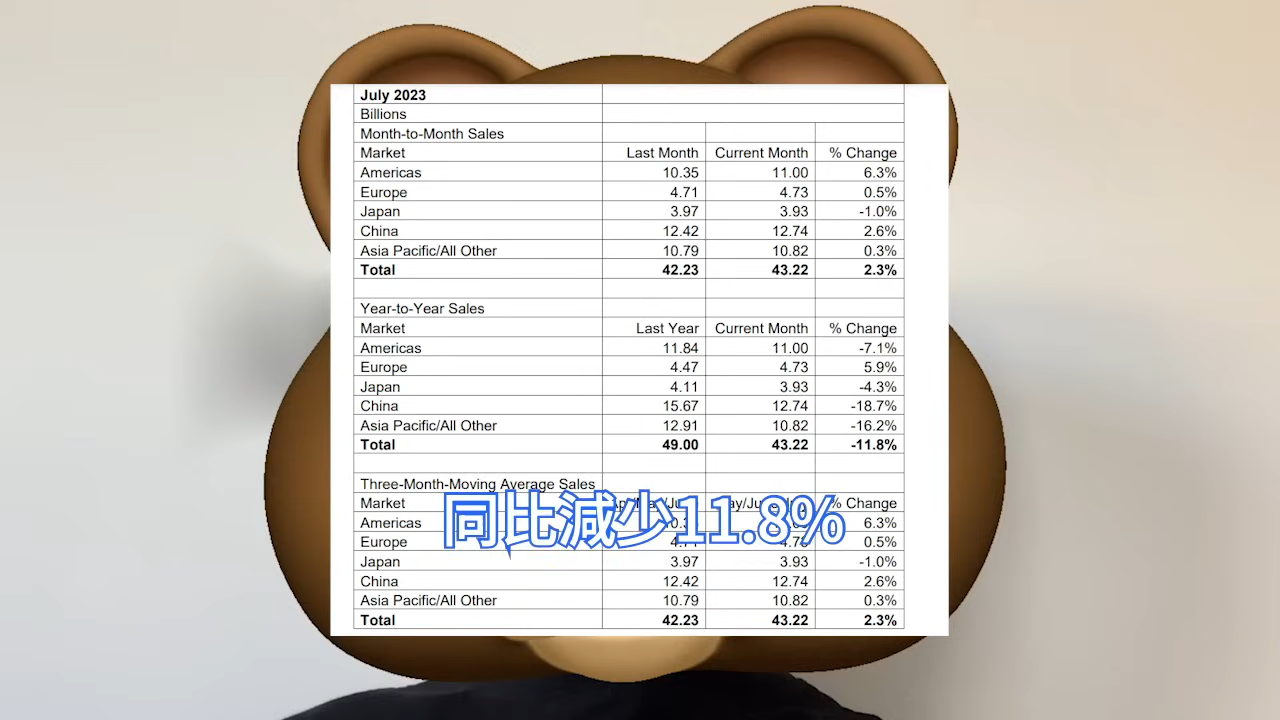 July 2023
Billions
Month-to-Month Sales
Market Last Month Current Month % Change
Americas 10.35 11.00 6.3%
Europe 4.71 4.73 0.5%
Japan 3.97 3.93 -1.0%
China 12.42 12.74 2.6%
Asia Pacific/All Other 10.79 10.82 0.3%
Total 42.23 43.22 2.3%
Year-to-Year Sales
Market Last Year Current Month % Change
Americas 11.84 11.00 -7.1%
Europe 4.47 4.73 5.9%
Japan 4.11 3.93 -4.3%
China 15.67 12.74 -18.7%
Asia Pacific/All Other 12.91 10.82 -16.2%
Total 49.00 43.22 -11.8%
Three-Month-Moving Average Sales
Market % Change
同比減少11.8%
Americas 6.3%
Europe 0.5%
Japan 3.97 3.93 -1.0%
China 12.42 12.74 2.6%
Asia Pacific/All Other 10.79 10.82 0.3%
Total 42.23 43.22 2.3%